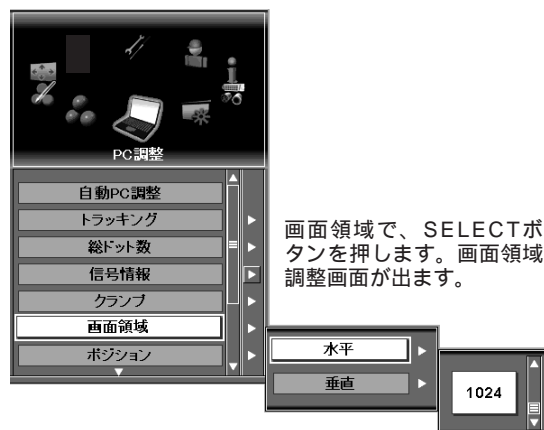 PC調整
自動PC調整
トラッキング
総ドット数
信号情報
クランプ
画面領域
ポジション
画面領域で、SELECTボ
タンを押します。画面領域
調整画面が出ます。
水平
垂直
1024